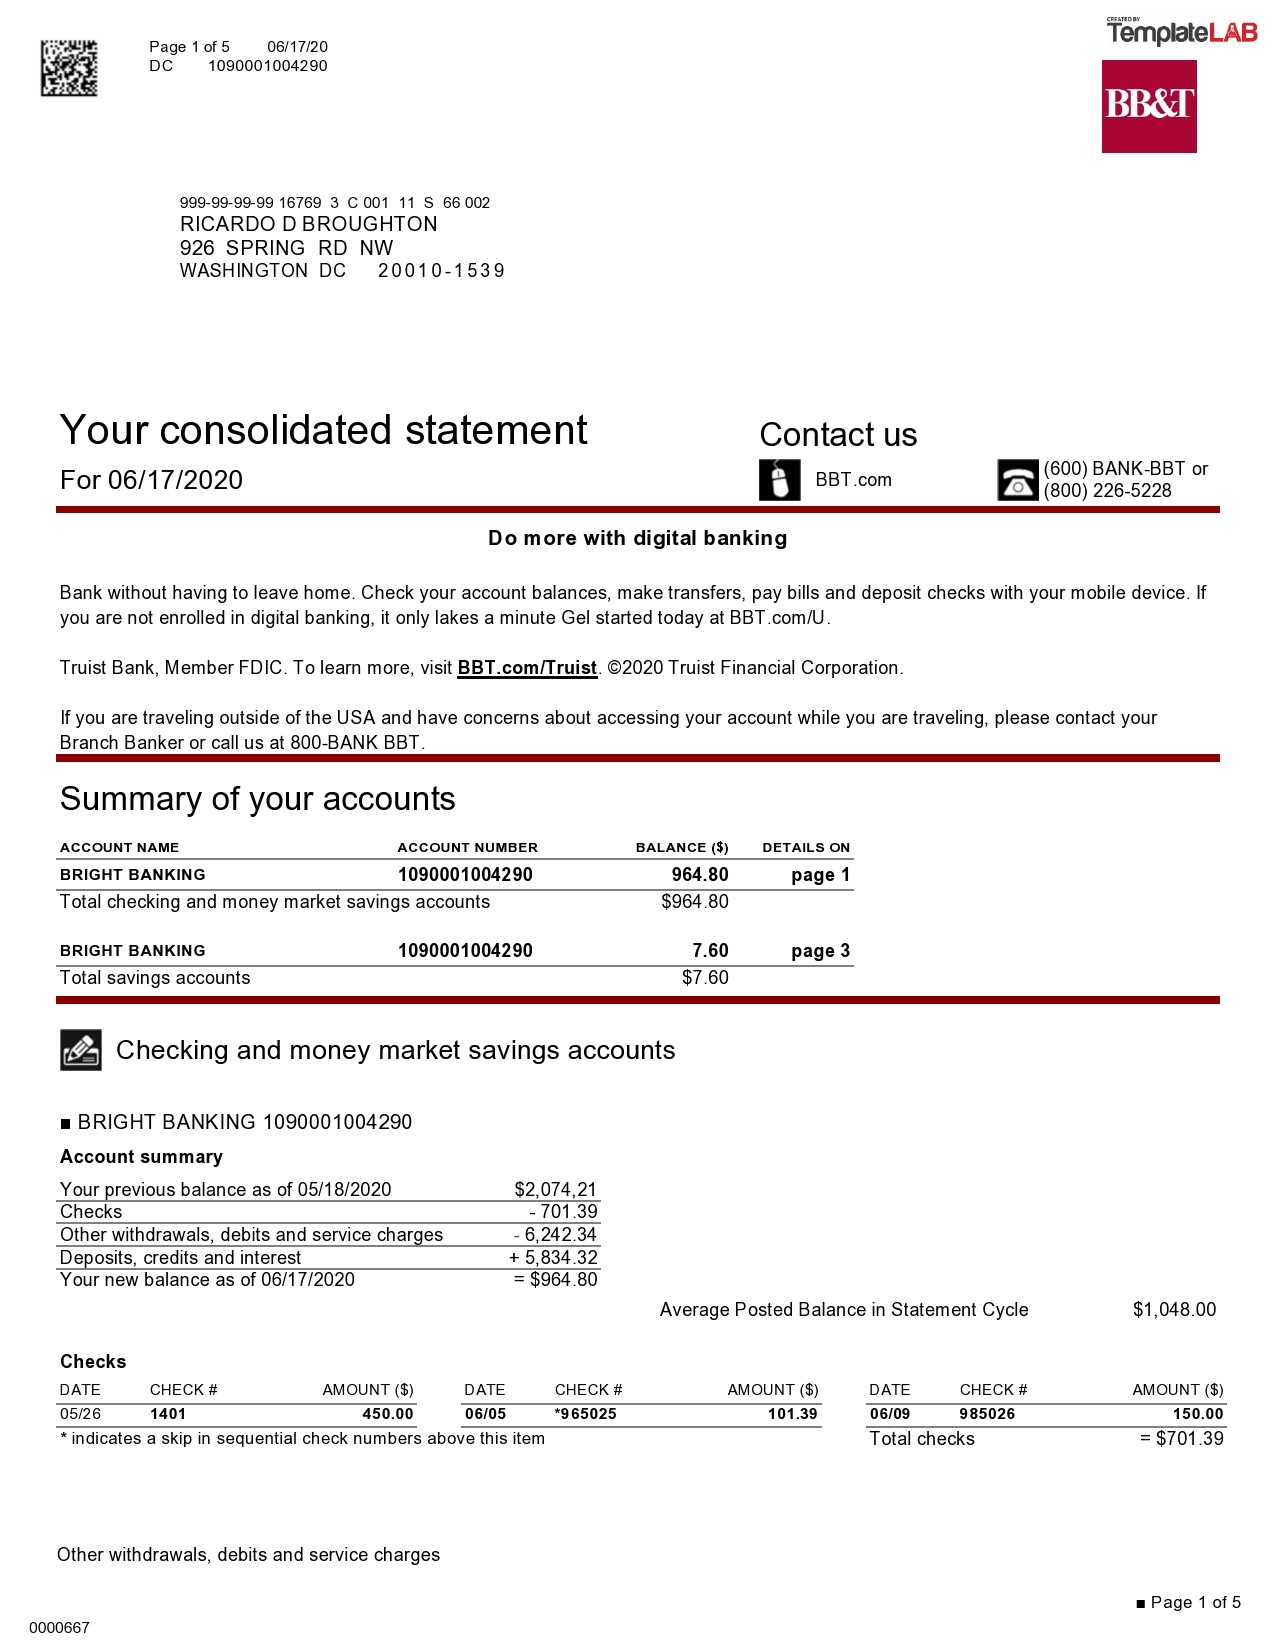 CREATED BY
TemplateLAB
Page 1 of 5 06/17/20
DC 1090001004290
BB&T
999-99-99-99 16769 3 C 001 11 S 66 002
RICARDO D BROUGHTON
926 SPRING RD NW
WASHINGTON DC 20010-1539
Your consolidated statement
For 06/17/2020
Contact us
BBT.com
(600) BANK-BBT or
(800) 226-5228
Do more with digital banking
Bank without having to leave home. Check your account balances, make transfers, pay bills and deposit checks with your mobile device. If
you are not enrolled in digital banking, it only lakes a minute Gel started today at BBT.com/U.
Truist Bank, Member FDIC. To learn more, visit BBT.com/Truist. ©2020 Truist Financial Corporation.
If you are traveling outside of the USA and have concerns about accessing your account while you are traveling, please contact your
Branch Banker or call us at 800-BANK BBT.
Summary of your accounts
ACCOUNT NAME ACCOUNT NUMBER BALANCE ($) DETAILS ON
BRIGHT BANKING 1090001004290 964.80 page 1
Total checking and money market savings accounts $964.80
BRIGHT BANKING 1090001004290 7.60 page 3
Total savings accounts $7.60
Checking and money market savings accounts
■ BRIGHT BANKING 1090001004290
Account summary
Your previous balance as of 05/18/2020 $2,074,21
Checks - 701.39
Other withdrawals, debits and service charges - 6,242.34
Deposits, credits and interest + 5,834.32
Your new balance as of 06/17/2020 = $964.80
Average Posted Balance in Statement Cycle $1,048.00
Checks
DATE CHECK # AMOUNT ($) DATE CHECK # AMOUNT ($) DATE CHECK # AMOUNT ($)
05/26 1401 450.00 06/05 *965025 101.39 06/09 985026 150.00
* indicates a skip in sequential check numbers above this item Total checks = $701.39
Other withdrawals, debits and service charges
■ Page 1 of 5
0000667